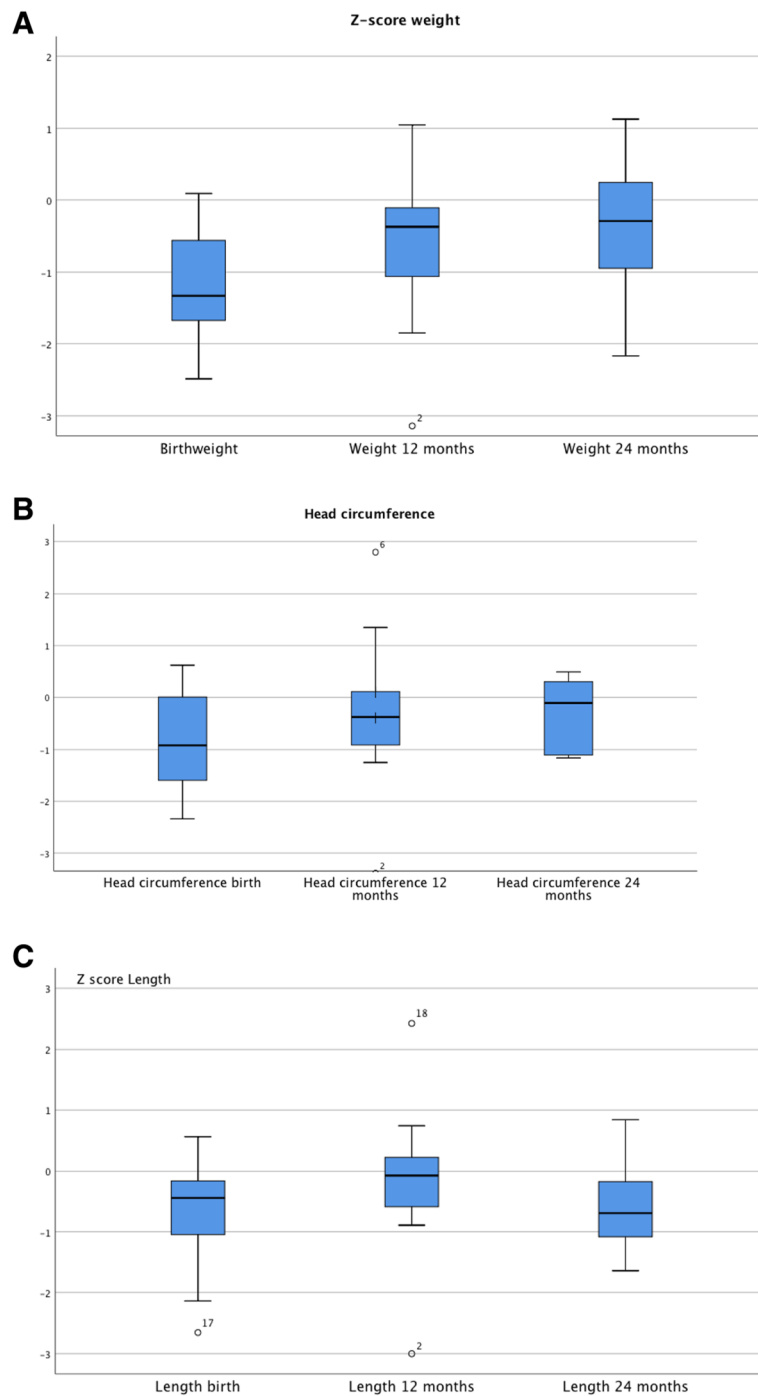 A
Z-score weight
2
1
0
-1
-2
-3
2
Birthweight
Weight 12 months
Weight 24 months
B
Head circumference
3
2
1
0
-1
-2
-3
6
2
Head circumference birth
Head circumference 12
months
Head circumference 24
months
C
Z score Length
3
2
1
0
-1
-2
-3
17
18
2
Length birth
Length 12 months
Length 24 months